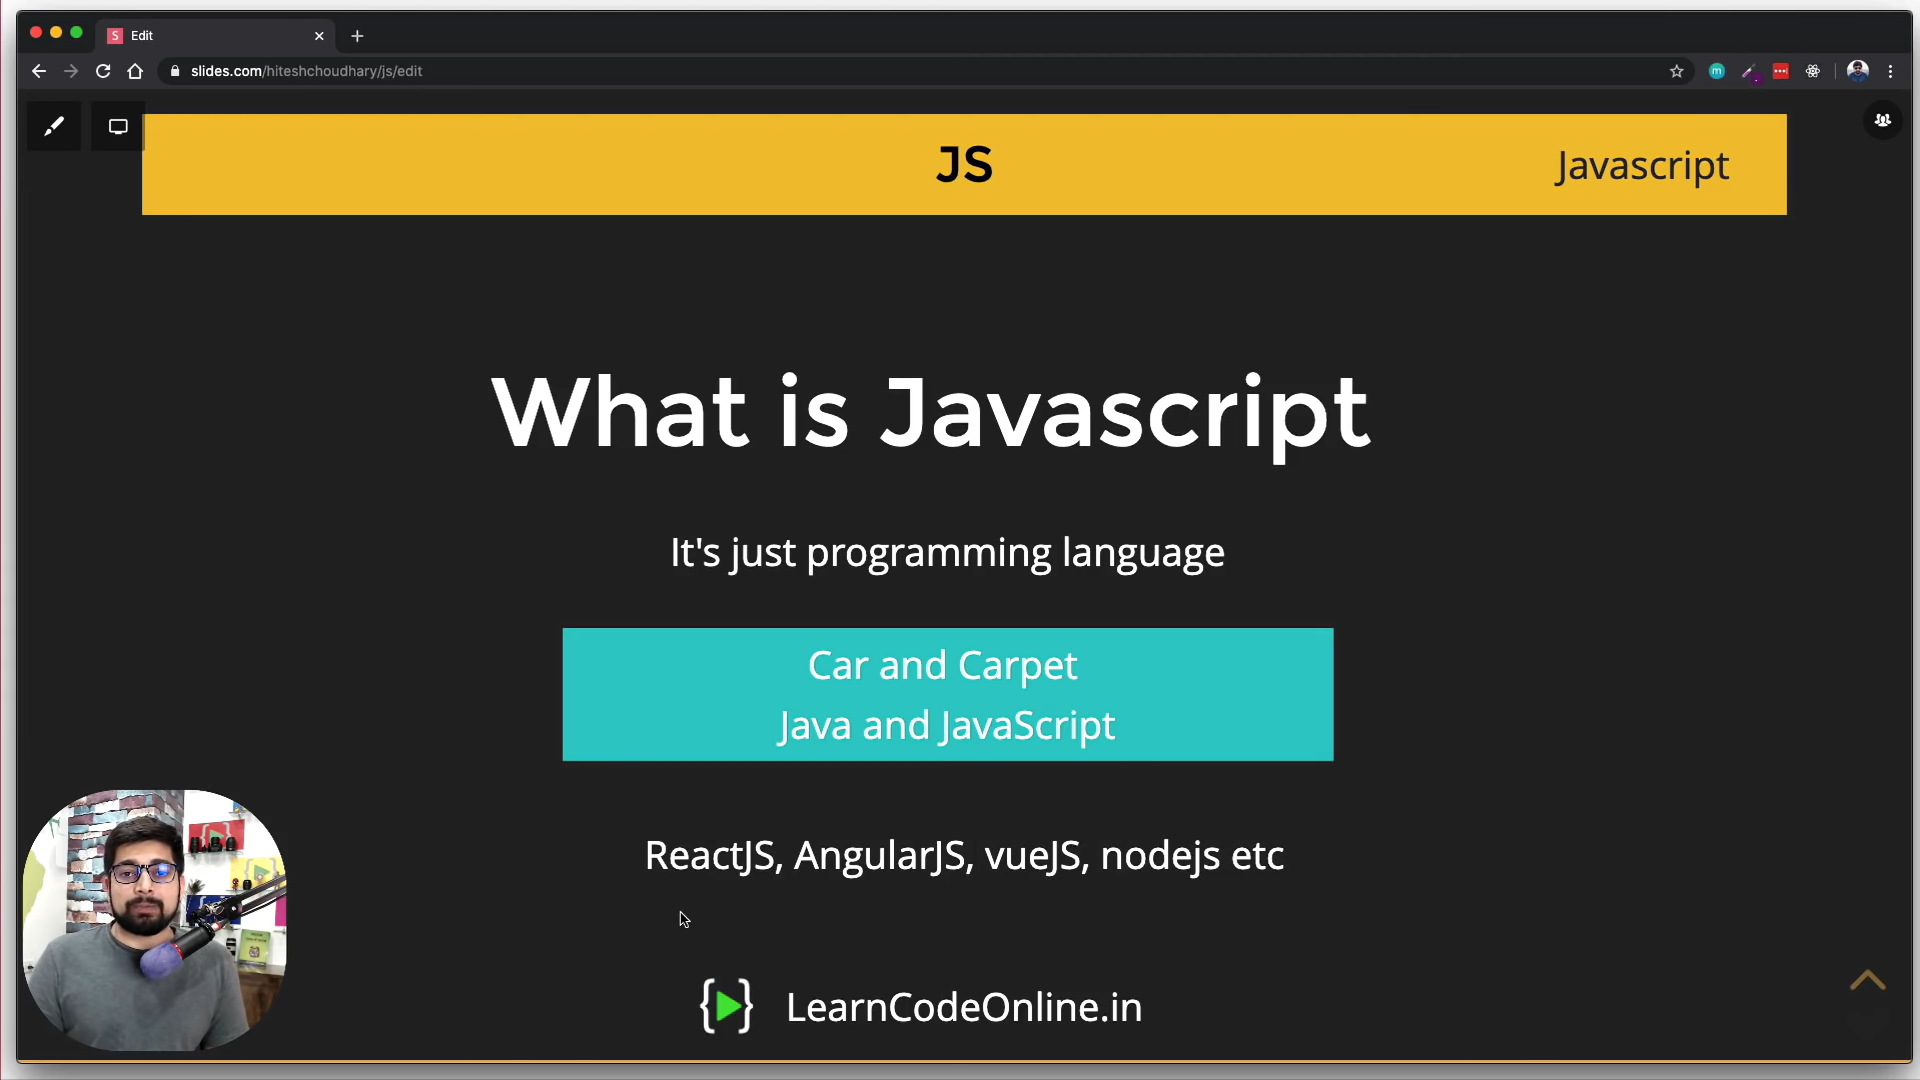 Edit
slides.com/hiteshchoudhary/js/edit
JS
Javascript
What is Javascript
It's just programming language
Car and Carpet
Java and JavaScript
ReactJS, AngularJS, vueJS, nodejs etc
LearnCodeOnline.in